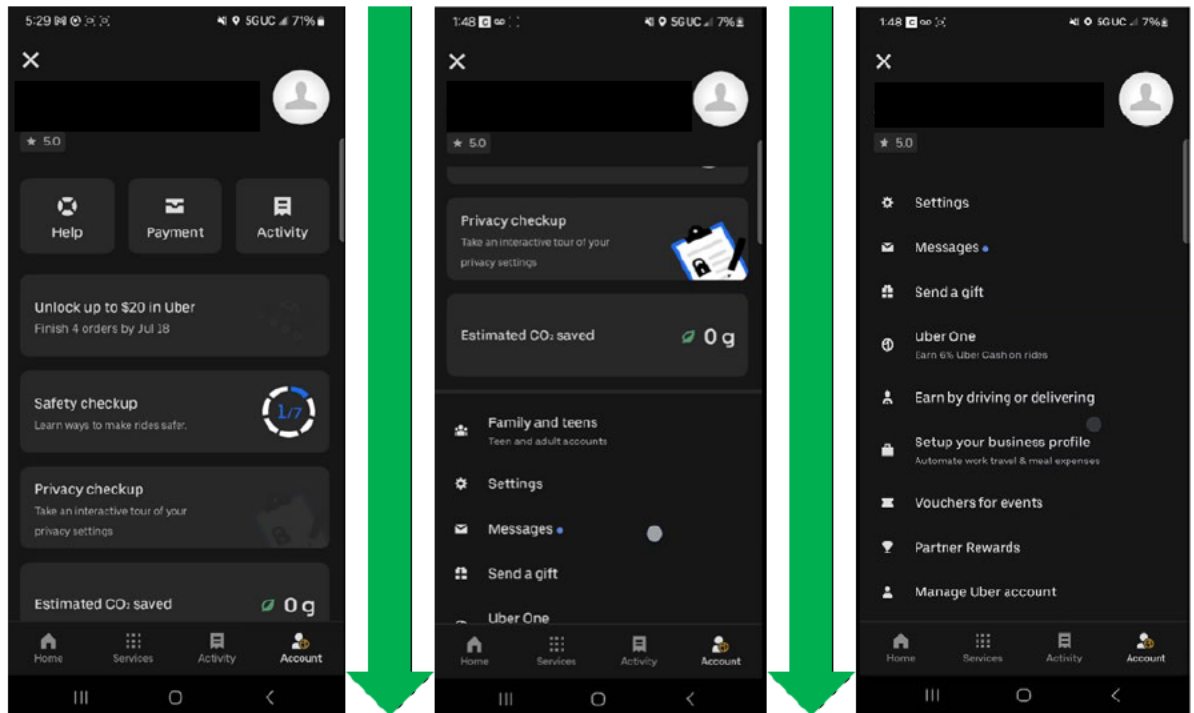 5:29 5GUC 71%
5.0
Help Payment Activity
Unlock up to $20 in Uber
Finish 4 orders by Jul 18
Safety checkup
1/7
Learn ways to make rides safer.
Privacy checkup
Take an interactive tour of your
privacy settings
Estimated CO₂ saved 0 g
Home Services Activity Account
1:48 G 5GUC 7%
5.0
Privacy checkup
Take an interactive tour of your
privacy settings
Estimated CO₂ saved 0 g
Family and teens
Teen and adult accounts
Settings
Messages
Send a gift
Uber One
Home Services Activity Account
1:48 G 5GUC 7%
5.0
Settings
Messages
Send a gift
Uber One
Earn 6% Uber Cash on rides
Earn by driving or delivering
Setup your business profile
Automate work travel & meal expenses
Vouchers for events
Partner Rewards
Manage Uber account
Home Services Activity Account